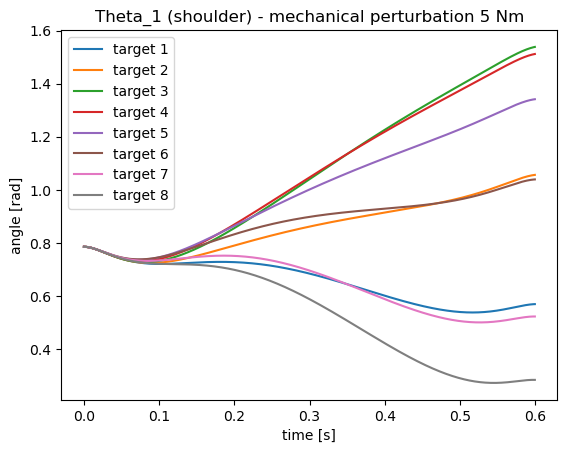 Theta_1 (shoulder) - mechanical perturbation 5 Nm
angle [rad]
1.6
1.4
1.2
1.0
0.8
0.6
0.4
target 1
target 2
target 3
target 4
target 5
target 6
target 7
target 8
0.0 0.1 0.2 0.3 0.4 0.5 0.6
time [s]